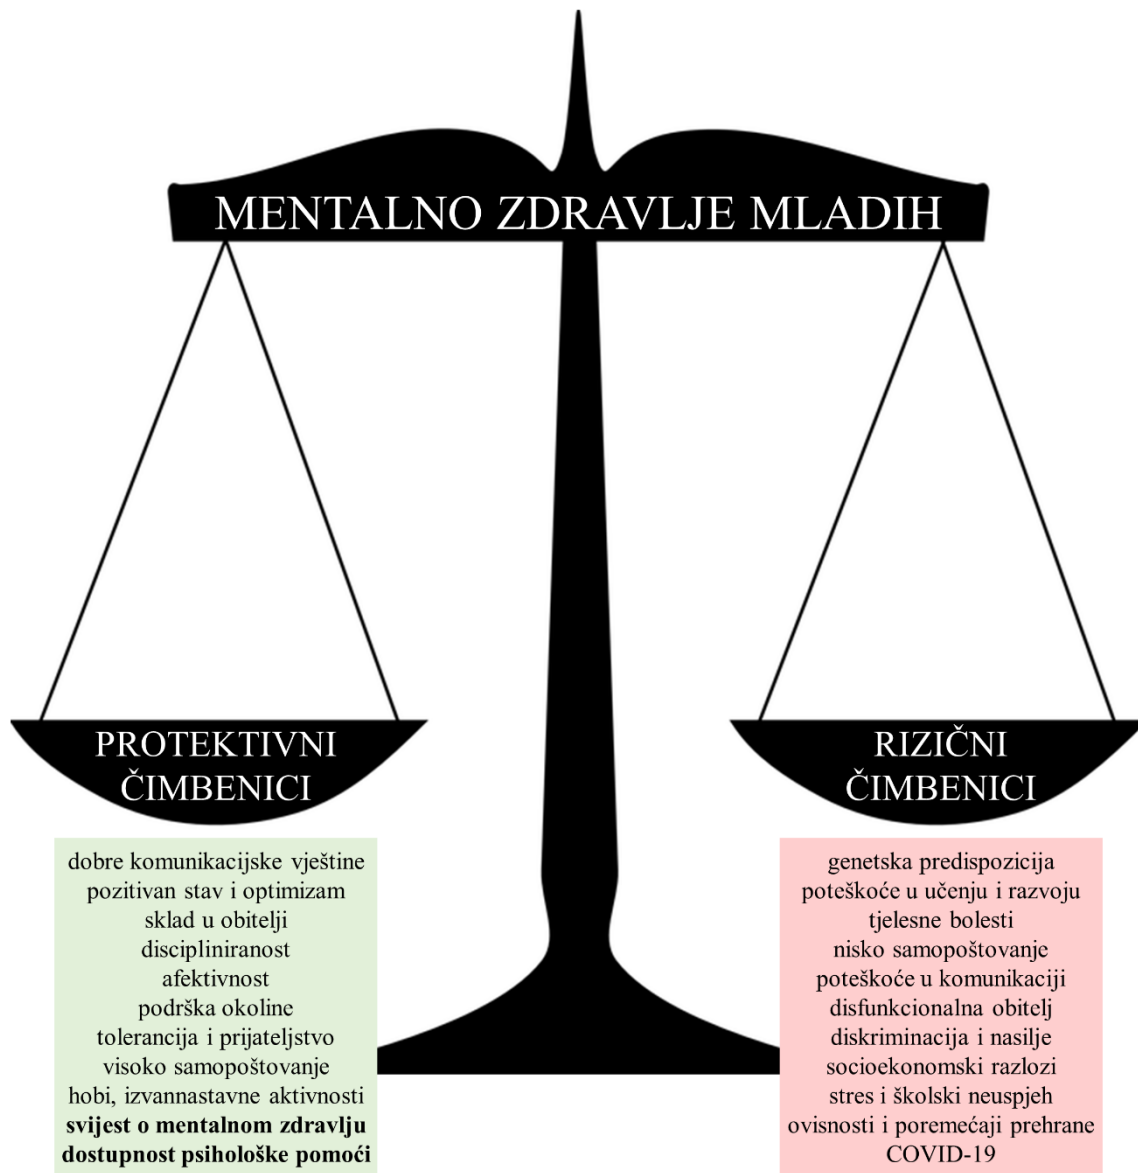 MENTALNO ZDRAVLJE MLADIH
PROTEKTIVNI
ČIMBENICI
dobre komunikacijske vještine
pozitivan stav i optimizam
sklad u obitelji
discipliniranost
afektivnost
podrška okoline
tolerancija i prijateljstvo
visoko samopoštovanje
hobi, izvannastavne aktivnosti
svijest o mentalnom zdravlju
dostupnost psihološke pomoći
RIZIČNI
ČIMBENICI
genetska predispozicija
poteškoće u učenju i razvoju
tjelesne bolesti
nisko samopoštovanje
poteškoće u komunikaciji
disfunkcionalna obitelj
diskriminacija i nasilje
socioekonomski razlozi
stres i školski neuspjeh
ovisnosti i poremećaji prehrane
COVID-19